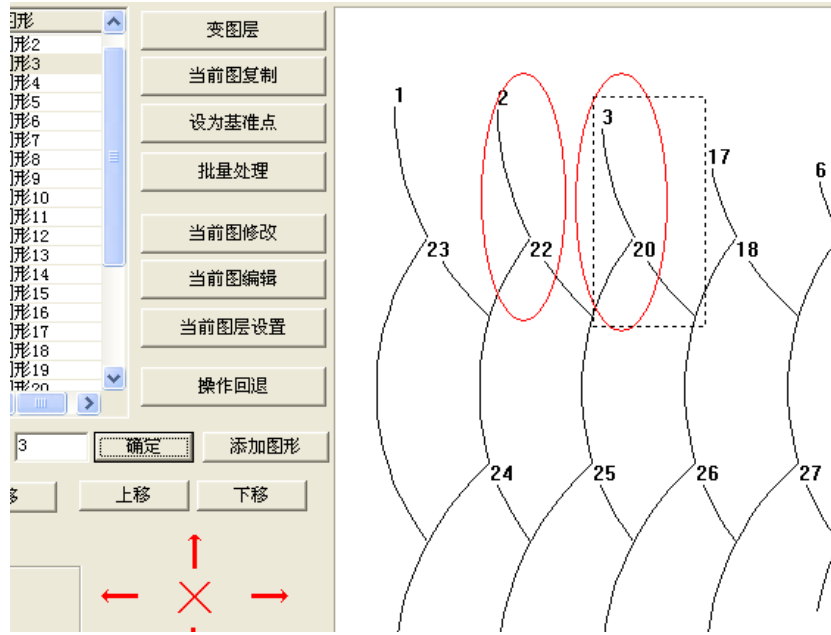 图形
图形2
图形3
图形4
图形5
图形6
图形7
图形8
图形9
图形10
图形11
图形12
图形13
图形14
图形15
图形16
图形17
图形18
图形19
图形20
变图层
当前图复制
设为基准点
批量处理
当前图修改
当前图编辑
当前图层设置
操作回退
3 确定 添加图形
移 上移 下移
1 2 3 17 6
23 22 20 18
24 25 26 27